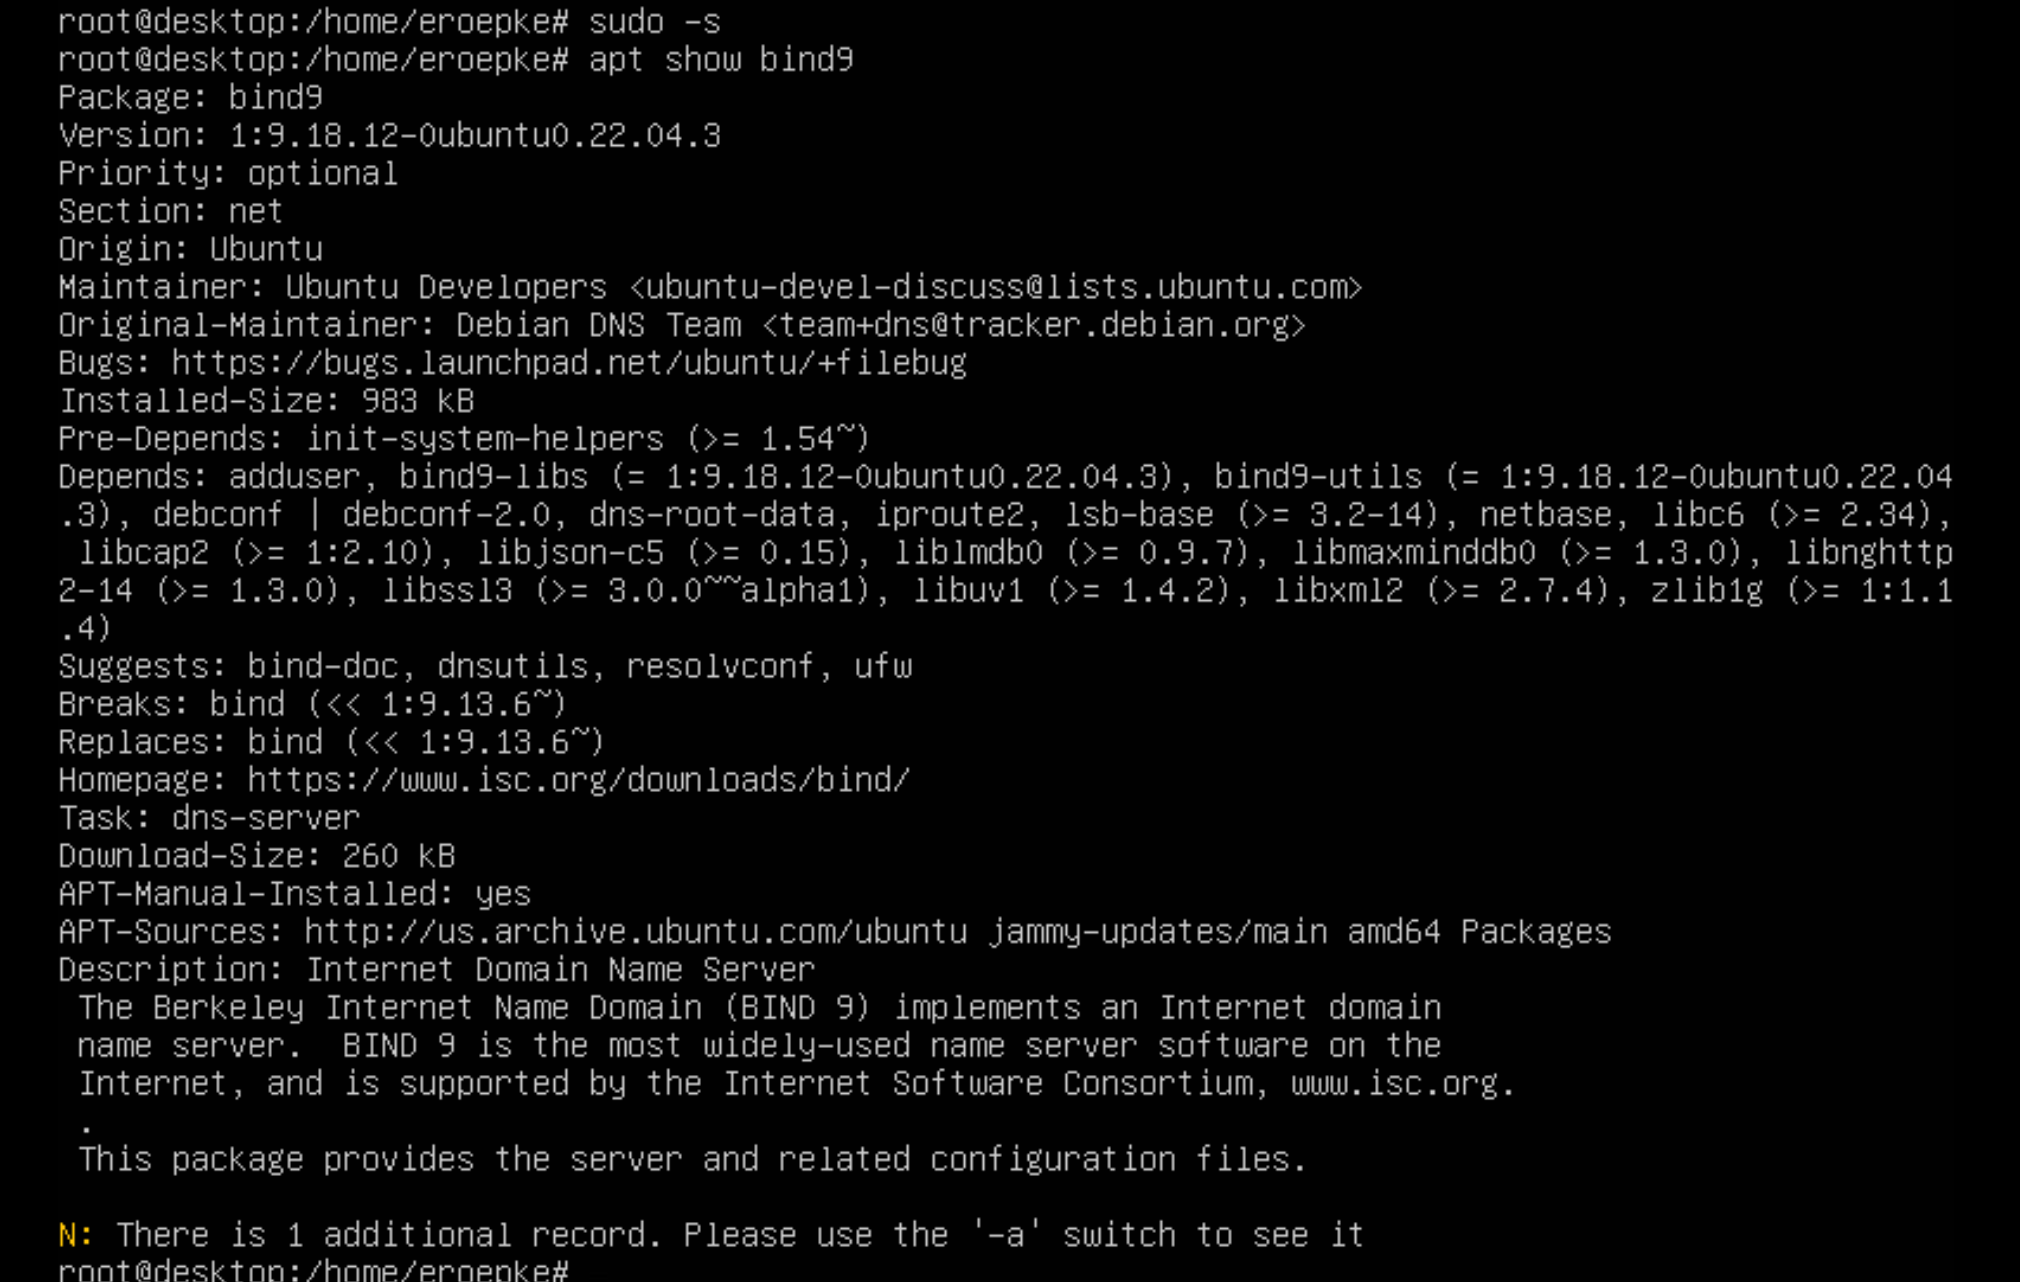 root@desktop:/home/eroepke# sudo -s
root@desktop:/home/eroepke# apt show bind9
Package: bind9
Version: 1:9.18.12-0ubuntu0.22.04.3
Priority: optional
Section: net
Origin: Ubuntu
Maintainer: Ubuntu Developers <ubuntu-devel-discuss@lists.ubuntu.com>
Original-Maintainer: Debian DNS Team <team+dns@tracker.debian.org>
Bugs: https://bugs.launchpad.net/ubuntu/+filebug
Installed-Size: 983 kB
Pre-Depends: init-system-helpers (>= 1.54~)
Depends: adduser, bind9-libs (= 1:9.18.12-0ubuntu0.22.04.3), bind9-utils (= 1:9.18.12-0ubuntu0.22.04
.3), debconf | debconf-2.0, dns-root-data, iproute2, lsb-base (>= 3.2-14), netbase, libc6 (>= 2.34),
 libcap2 (>= 1:2.10), libjson-c5 (>= 0.15), liblmdb0 (>= 0.9.7), libmaxminddb0 (>= 1.3.0), libnghttp
2-14 (>= 1.3.0), libssl3 (>= 3.0.0~~alpha1), libuv1 (>= 1.4.2), libxml2 (>= 2.7.4), zlib1g (>= 1:1.1
.4)
Suggests: bind-doc, dnsutils, resolvconf, ufw
Breaks: bind (<< 1:9.13.6~)
Replaces: bind (<< 1:9.13.6~)
Homepage: https://www.isc.org/downloads/bind/
Task: dns-server
Download-Size: 260 kB
APT-Manual-Installed: yes
APT-Sources: http://us.archive.ubuntu.com/ubuntu jammy-updates/main amd64 Packages
Description: Internet Domain Name Server
 The Berkeley Internet Name Domain (BIND 9) implements an Internet domain
 name server.  BIND 9 is the most widely-used name server software on the
 Internet, and is supported by the Internet Software Consortium, www.isc.org.
 .
 This package provides the server and related configuration files.

N: There is 1 additional record. Please use the '-a' switch to see it
root@desktop:/home/eroepke#